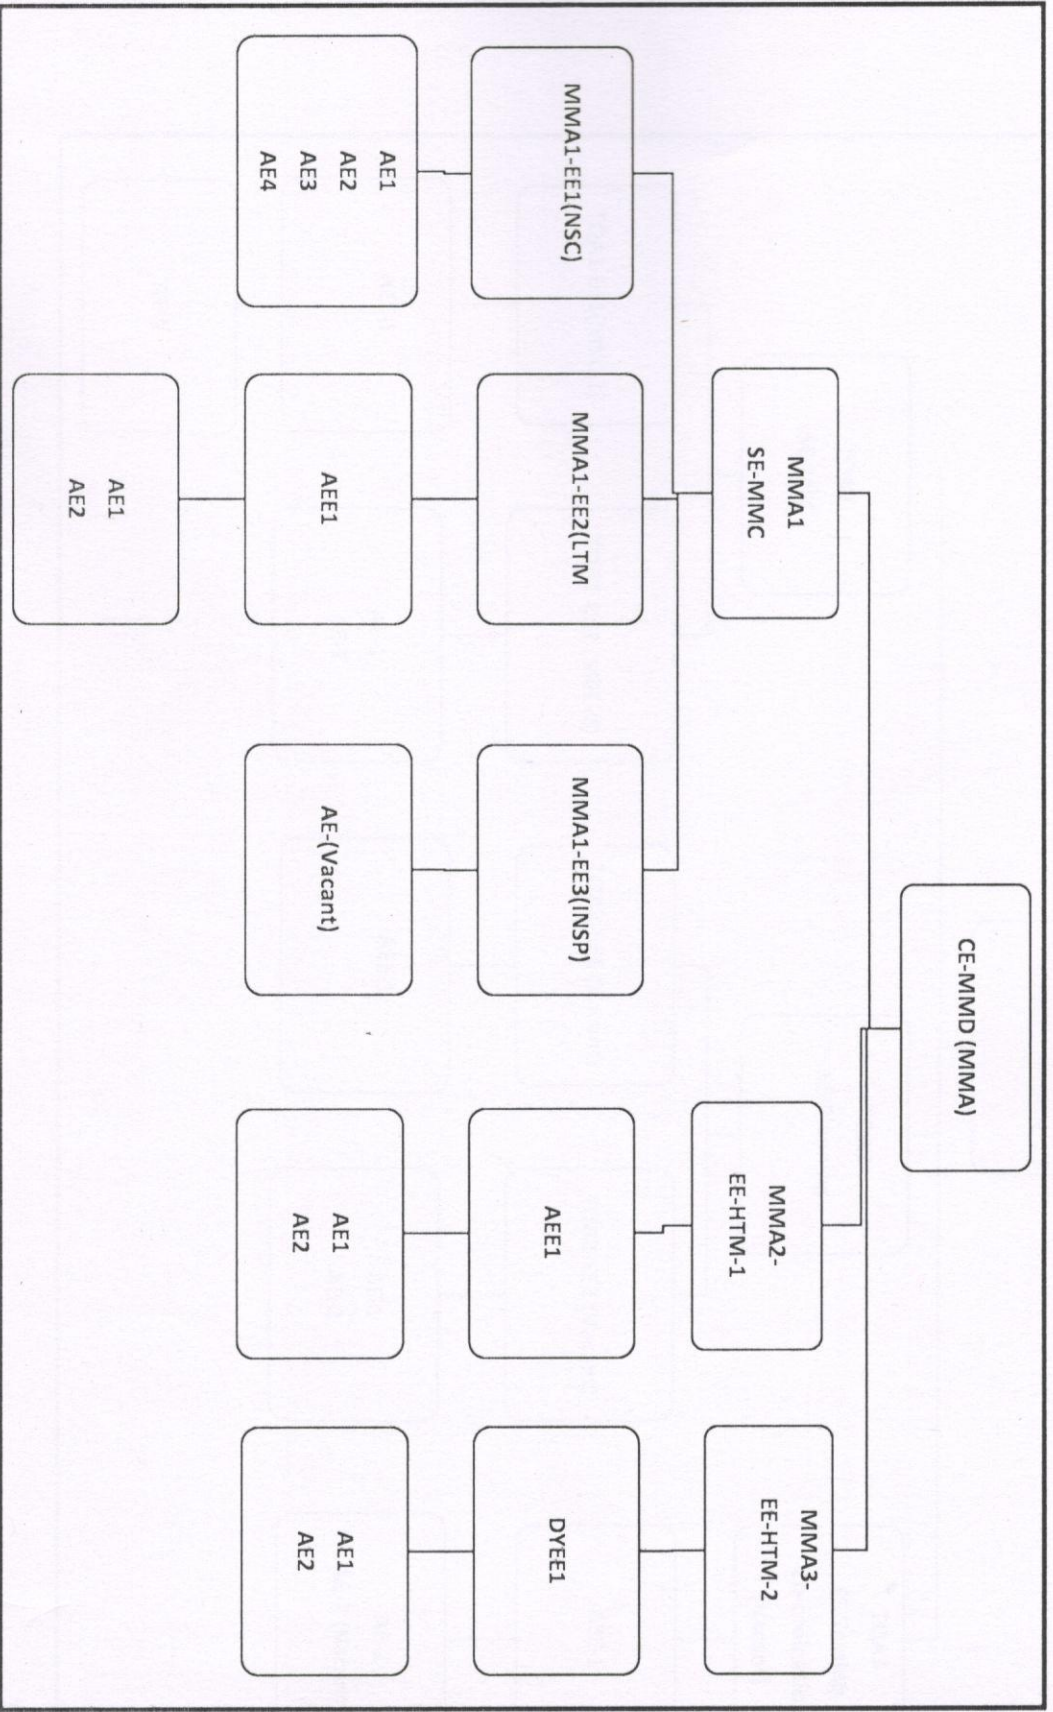 CE-MMD (MMA)
MMA1
SE-MMC
MMA2-
EE-HTM-1
MMA3-
EE-HTM-2
MMA1-EE1(NSC)
MMA1-EE2(LTM
MMA1-EE3(INSP)
AEE1
DYEE1
AE1
AE2
AE3
AE4
AEE1
AE-(Vacant)
AE1
AE2
AE1
AE2
AE1
AE2